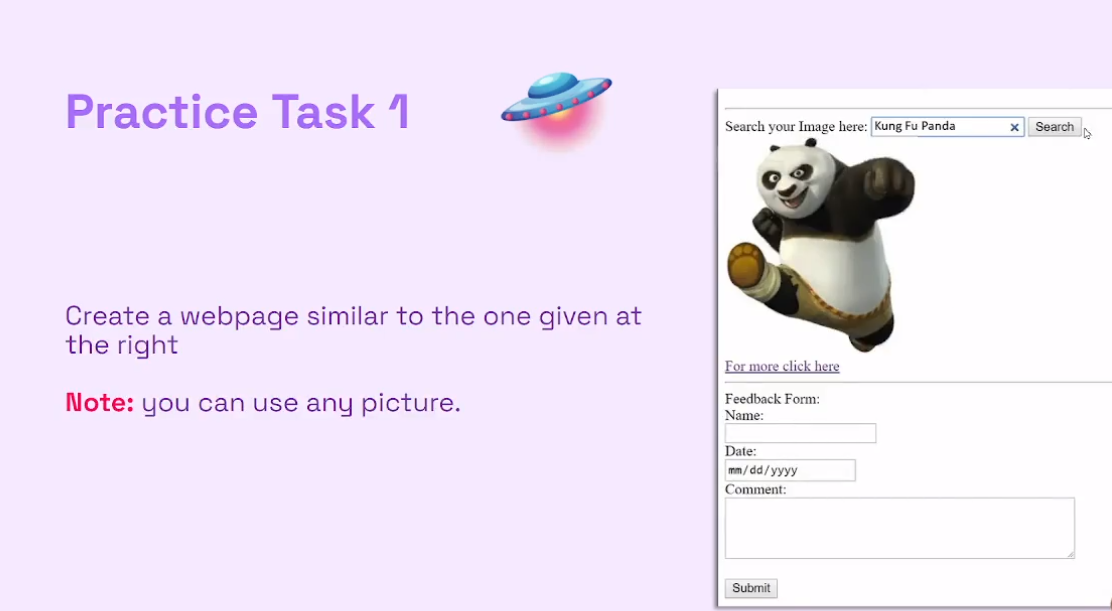 Practice Task 1
Create a webpage similar to the one given at
the right
Note: you can use any picture.
Search your Image here: Kung Fu Panda × Search
For more click here
Feedback Form:
Name:
Date:
mm/dd/yyyy
Comment:
Submit